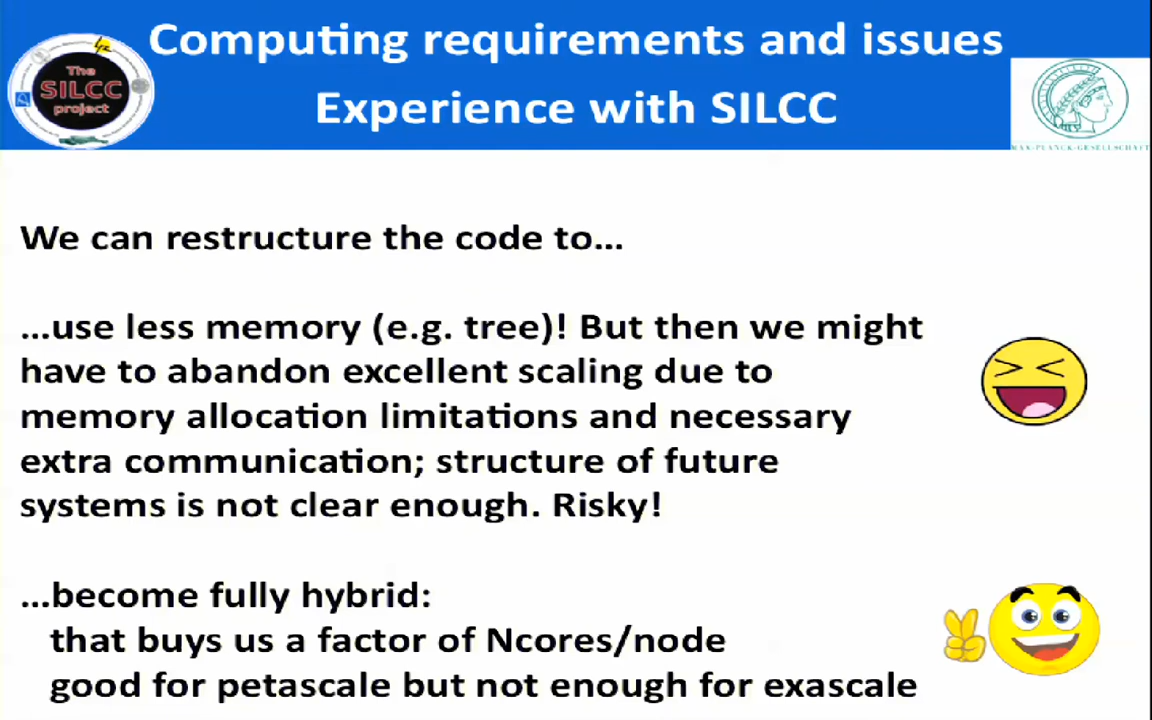 Computing requirements and issues
The
SILCC
project
Experience with SILCC
MAX-PLANCK-GESELLSCHAFT
We can restructure the code to...
...use less memory (e.g. tree)! But then we might
have to abandon excellent scaling due to
memory allocation limitations and necessary
extra communication; structure of future
systems is not clear enough. Risky!
...become fully hybrid:
that buys us a factor of Ncores/node
good for petascale but not enough for exascale